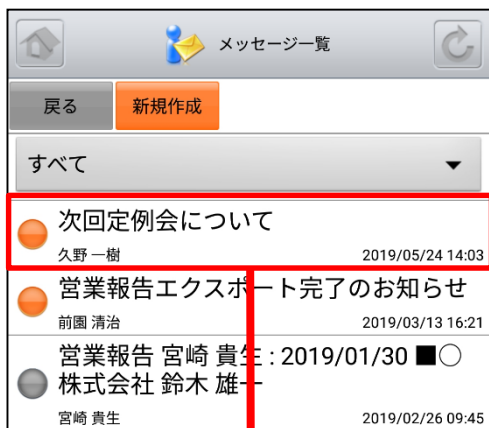 メッセージ一覧
戻る 新規作成
すべて
次回定例会について
久野 一樹 2019/05/24 14:03
営業報告エクスポート完了のお知らせ
前園 清治 2019/03/13 16:21
営業報告 宮崎 貴生 : 2019/01/30 ■○
株式会社 鈴木 雄一
宮崎 貴生 2019/02/26 09:45